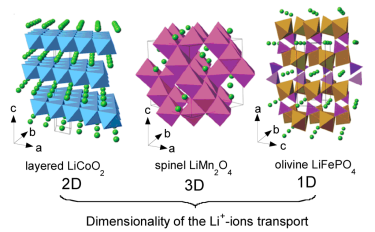 c b a
c b a
a b c
layered LiCoO₂
spinel LiMn₂O₄
olivine LiFePO₄
2D
3D
1D
Dimensionality of the Li⁺-ions transport